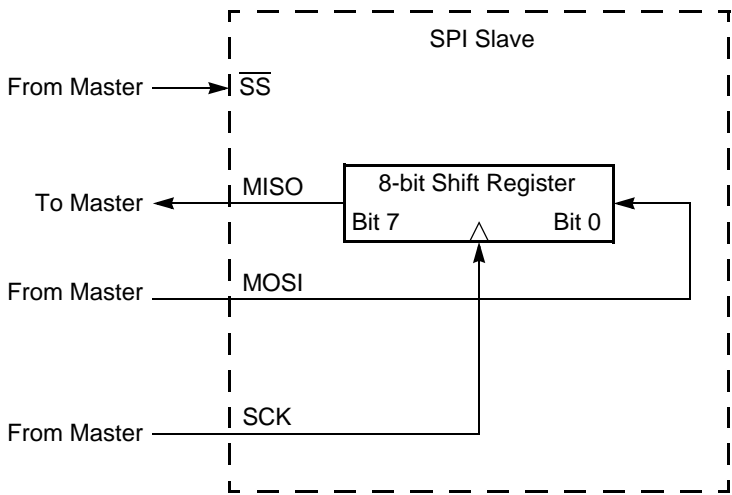 SPI Slave
From Master
SS
To Master
MISO
8-bit Shift Register
Bit 7
Bit 0
From Master
MOSI
From Master
SCK